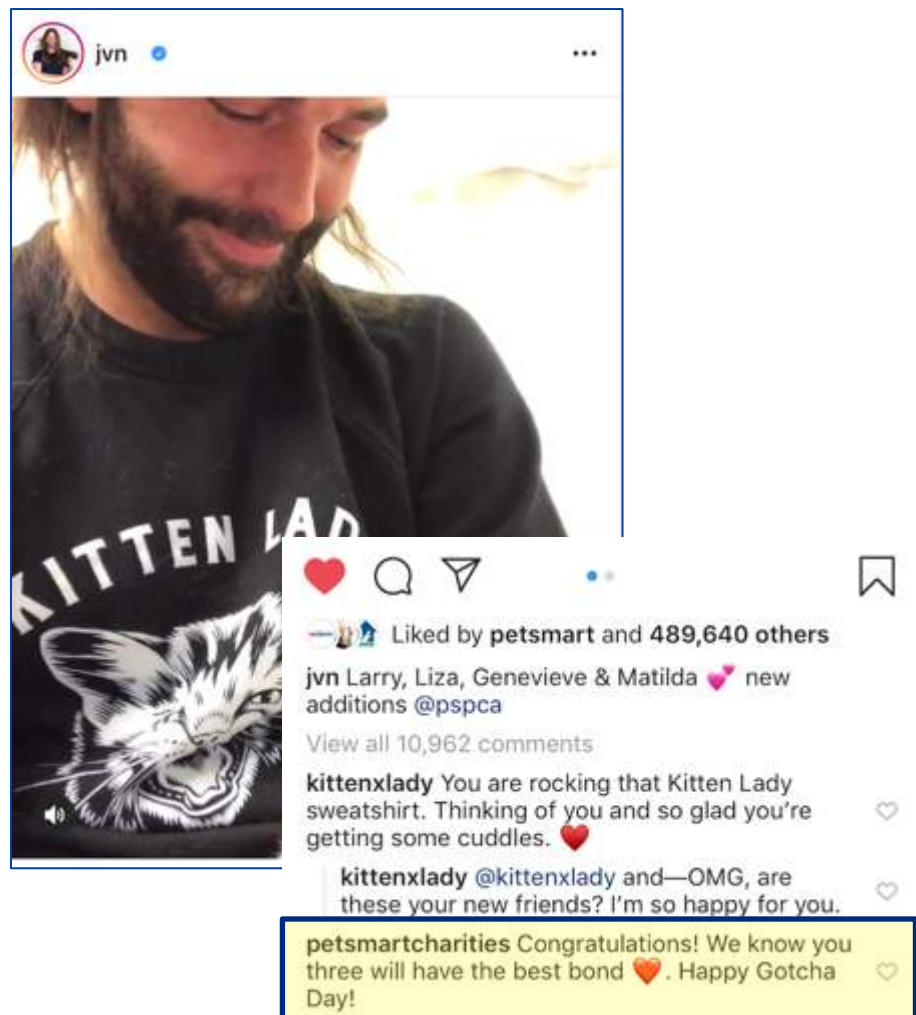 jvn
KITTEN LAD
Liked by petsmart and 489,640 others
jvn Larry, Liza, Genevieve & Matilda 💕 new
additions @pspca
View all 10,962 comments
kittenxlady You are rocking that Kitten Lady
sweatshirt. Thinking of you and so glad you're
getting some cuddles. ❤️
kittenxlady @kittenxlady and—OMG, are
these your new friends? I'm so happy for you.
petsmartcharities Congratulations! We know you
three will have the best bond 🧡. Happy Gotcha
Day!